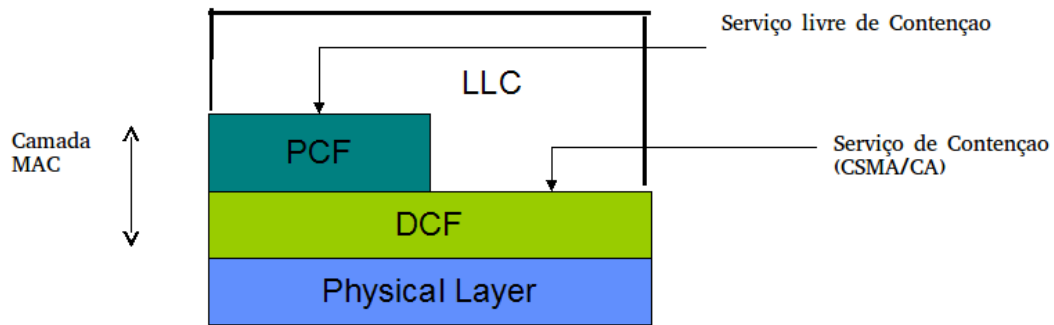 Serviço livre de Contençao
LLC
Camada
MAC
PCF
Serviço de Contençao
(CSMA/CA)
DCF
Physical Layer